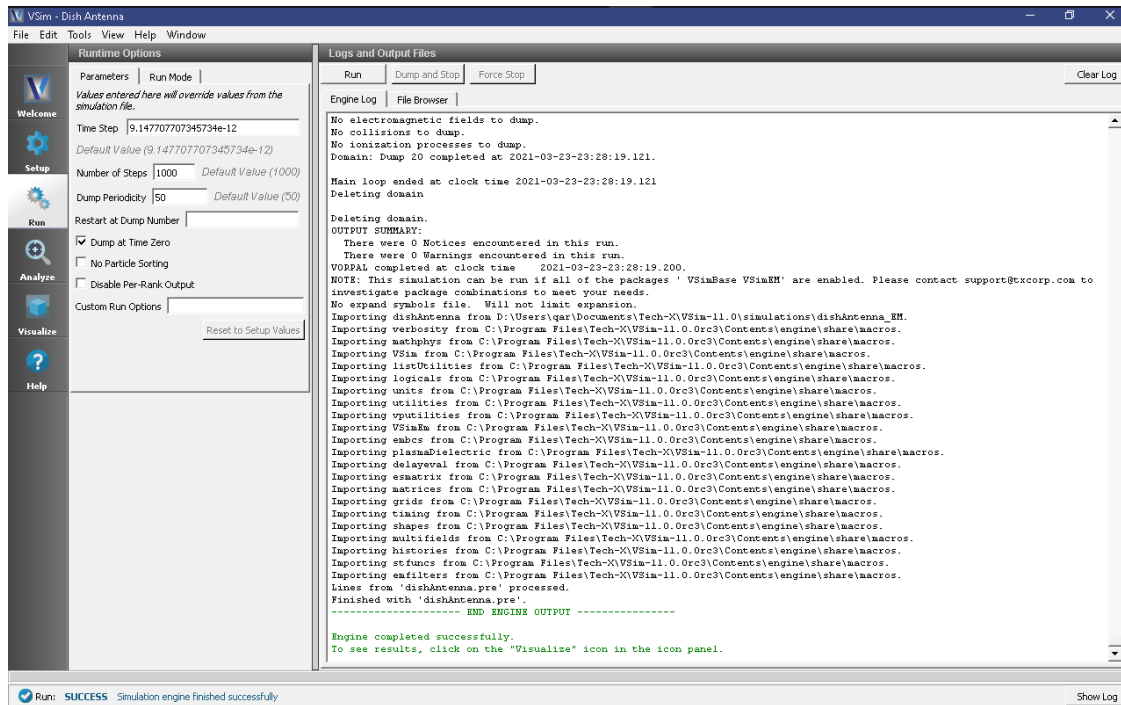 VSim - Dish Antenna
File Edit Tools View Help Window
Welcome
Setup
Run
Analyze
Visualize
Help
Runtime Options
Parameters Run Mode
Values entered here will override values from the
simulation file.
Time Step 9.147707707345734e-12
Default Value (9.147707707345734e-12)
Number of Steps 1000 Default Value (1000)
Dump Periodicity 50 Default Value (50)
Restart at Dump Number
Dump at Time Zero
No Particle Sorting
Disable Per-Rank Output
Custom Run Options
Reset to Setup Values
Logs and Output Files
Run Dump and Stop Force Stop Clear Log
Engine Log File Browser
No electromagnetic fields to dump.
No collisions to dump.
No ionization processes to dump.
Domain: Dump 20 completed at 2021-03-23-23:28:19.121.
Main loop ended at clock time 2021-03-23-23:28:19.121
Deleting domain
Deleting domain.
OUTPUT SUMMARY:
There were 0 Notices encountered in this run.
There were 0 Warnings encountered in this run.
VORPAL completed at clock time 2021-03-23-23:28:19.200.
NOTE: This simulation can be run if all of the packages ' VSimBase VSimEM' are enabled. Please contact support@txcorp.com to
investigate package combinations to meet your needs.
No expand symbols file. Will not limit expansion.
Importing dishAntenna from D:\Users\qar\Documents\Tech-X\VSim-11.0\simulations\dishAntenna_EM.
Importing verbosity from C:\Program Files\Tech-X\VSim-11.0.0rc3\Contents\engine\share\macros.
Importing mathphys from C:\Program Files\Tech-X\VSim-11.0.0rc3\Contents\engine\share\macros.
Importing VSim from C:\Program Files\Tech-X\VSim-11.0.0rc3\Contents\engine\share\macros.
Importing listUtilities from C:\Program Files\Tech-X\VSim-11.0.0rc3\Contents\engine\share\macros.
Importing logicals from C:\Program Files\Tech-X\VSim-11.0.0rc3\Contents\engine\share\macros.
Importing units from C:\Program Files\Tech-X\VSim-11.0.0rc3\Contents\engine\share\macros.
Importing utilities from C:\Program Files\Tech-X\VSim-11.0.0rc3\Contents\engine\share\macros.
Importing vputilities from C:\Program Files\Tech-X\VSim-11.0.0rc3\Contents\engine\share\macros.
Importing VSimEm from C:\Program Files\Tech-X\VSim-11.0.0rc3\Contents\engine\share\macros.
Importing embcs from C:\Program Files\Tech-X\VSim-11.0.0rc3\Contents\engine\share\macros.
Importing plasmaDielectric from C:\Program Files\Tech-X\VSim-11.0.0rc3\Contents\engine\share\macros.
Importing delayeval from C:\Program Files\Tech-X\VSim-11.0.0rc3\Contents\engine\share\macros.
Importing esmatrix from C:\Program Files\Tech-X\VSim-11.0.0rc3\Contents\engine\share\macros.
Importing matrices from C:\Program Files\Tech-X\VSim-11.0.0rc3\Contents\engine\share\macros.
Importing grids from C:\Program Files\Tech-X\VSim-11.0.0rc3\Contents\engine\share\macros.
Importing timing from C:\Program Files\Tech-X\VSim-11.0.0rc3\Contents\engine\share\macros.
Importing shapes from C:\Program Files\Tech-X\VSim-11.0.0rc3\Contents\engine\share\macros.
Importing multifields from C:\Program Files\Tech-X\VSim-11.0.0rc3\Contents\engine\share\macros.
Importing histories from C:\Program Files\Tech-X\VSim-11.0.0rc3\Contents\engine\share\macros.
Importing stfuncs from C:\Program Files\Tech-X\VSim-11.0.0rc3\Contents\engine\share\macros.
Importing emfilters from C:\Program Files\Tech-X\VSim-11.0.0rc3\Contents\engine\share\macros.
Lines from 'dishAntenna.pre' processed.
Finished with 'dishAntenna.pre'.
--------------------- END ENGINE OUTPUT ----------------
Engine completed successfully.
To see results, click on the "Visualize" icon in the icon panel.
Run: SUCCESS Simulation engine finished successfully Show Log